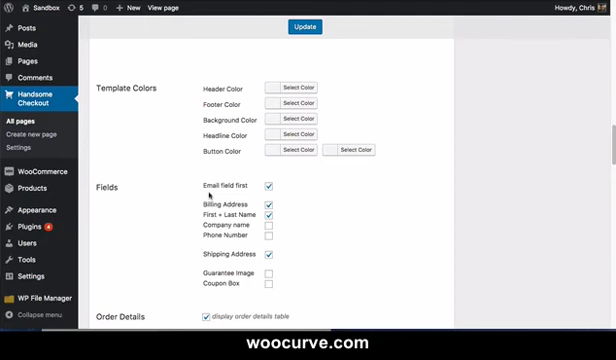 Sandbox 5 0 + New View page Howdy, Chris
Posts
Media
Pages
Comments
Handsome
Checkout
All pages
Create new page
Settings
WooCommerce
Products
Appearance
Plugins 4
Users
Tools
Settings
WP File Manager
Collapse menu
Update
Template Colors
Header Color Select Color
Footer Color Select Color
Background Color Select Color
Headline Color Select Color
Button Color Select Color Select Color
Fields
Email field first
Billing Address
First + Last Name
Company name
Phone Number
Shipping Address
Guarantee Image
Coupon Box
Order Details display order details table
woocurve.com